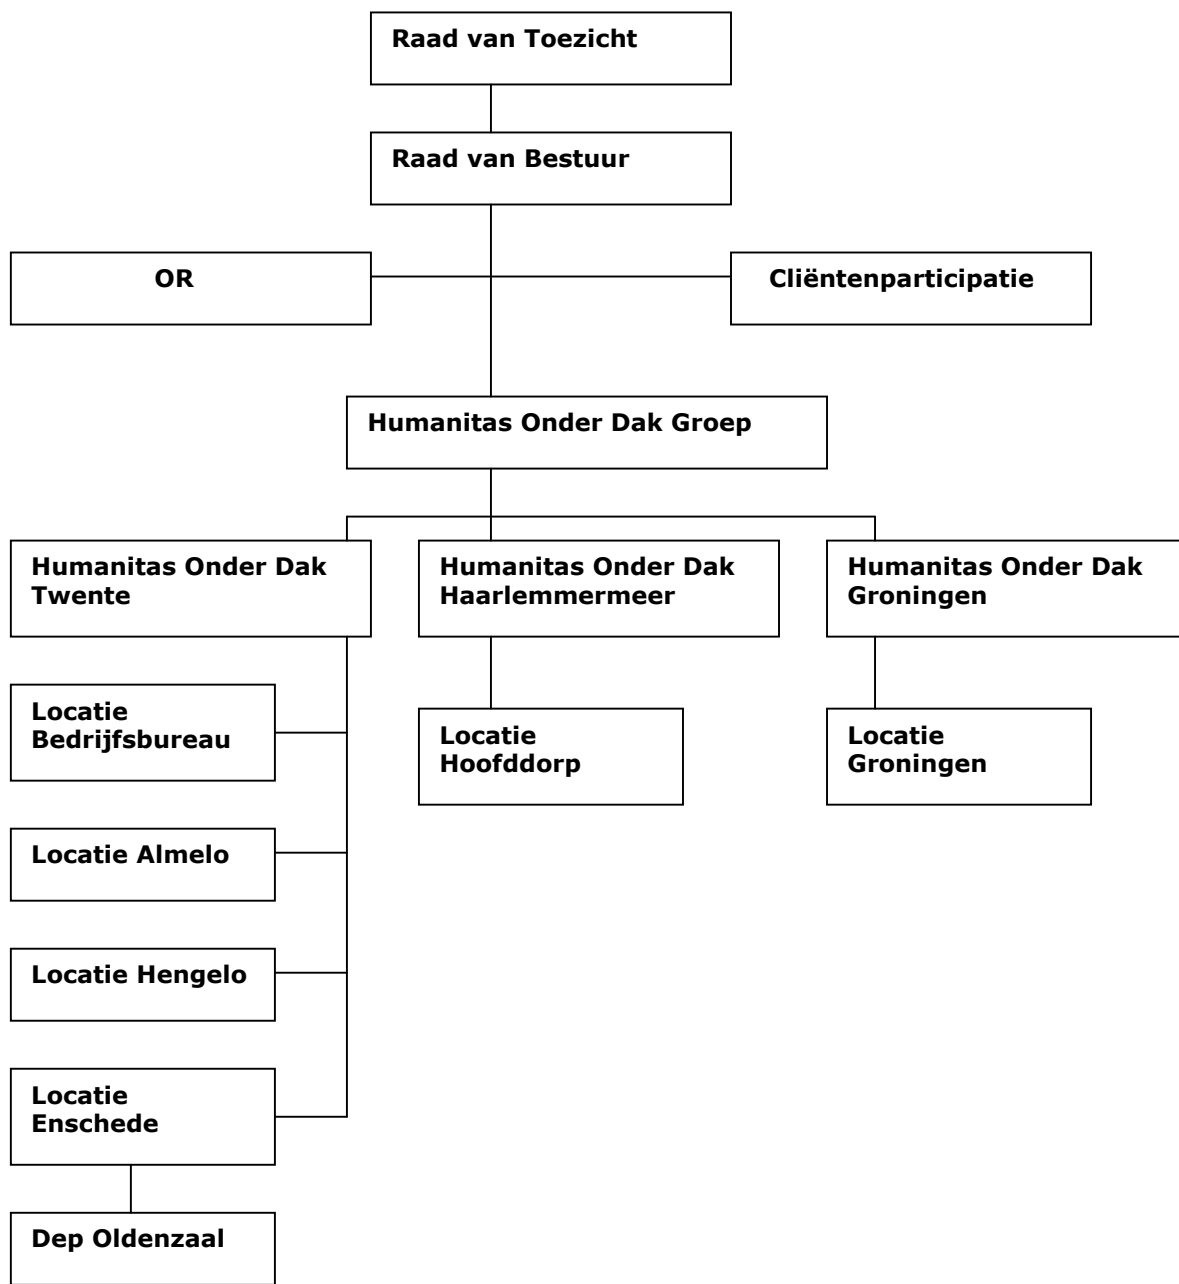 Raad van Toezicht
Raad van Bestuur
OR
Cliëntenparticipatie
Humanitas Onder Dak Groep
Humanitas Onder Dak
Twente
Humanitas Onder Dak
Haarlemmermeer
Humanitas Onder Dak
Groningen
Locatie
Bedrijfsbureau
Locatie
Hoofddorp
Locatie
Groningen
Locatie Almelo
Locatie Hengelo
Locatie
Enschede
Dep Oldenzaal